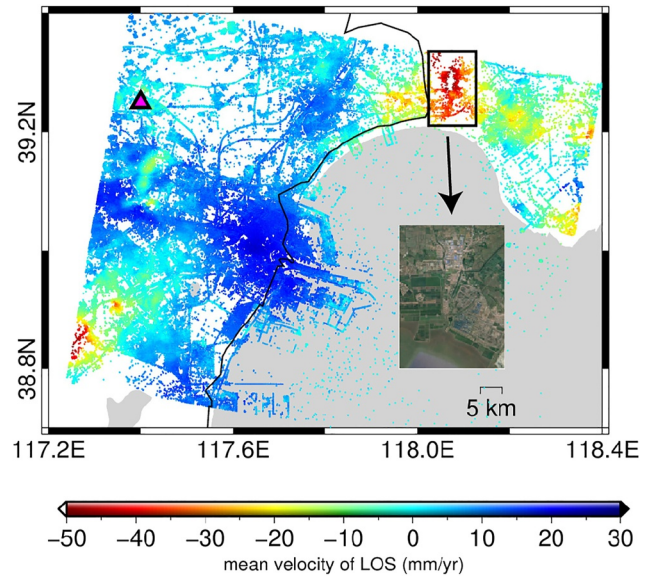 39.2N
38.8N
5 km
117.2E 117.6E 118.0E 118.4E
−50 −40 −30 −20 −10 0 10 20 30
mean velocity of LOS (mm/yr)